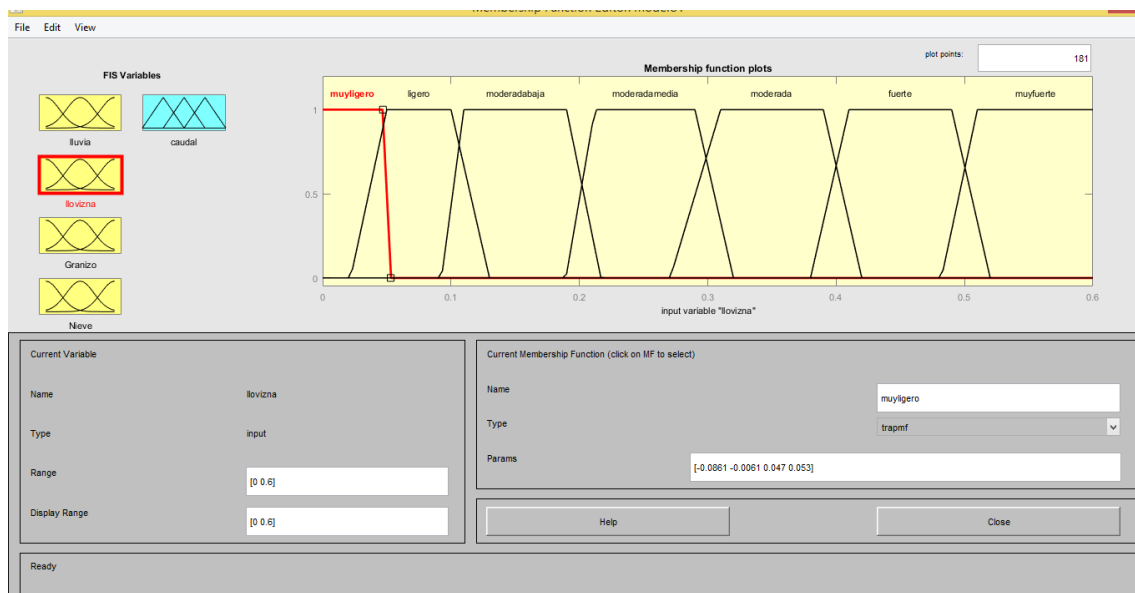 Membership Function Editor: modelo1
File Edit View
plot points: 181
FIS Variables
Membership function plots
muyligero ligero moderadabaja moderadamedia moderada fuerte muyfuerte
lluvia caudal
llovizna
Granizo
Nieve
1
0.5
0
0 0.1 0.2 0.3 0.4 0.5 0.6
input variable "llovizna"
Current Variable
Name llovizna
Type input
Range [0 0.6]
Display Range [0 0.6]
Current Membership Function (click on MF to select)
Name muyligero
Type trapmf
Params [-0.0861 -0.0061 0.047 0.053]
Help Close
Ready